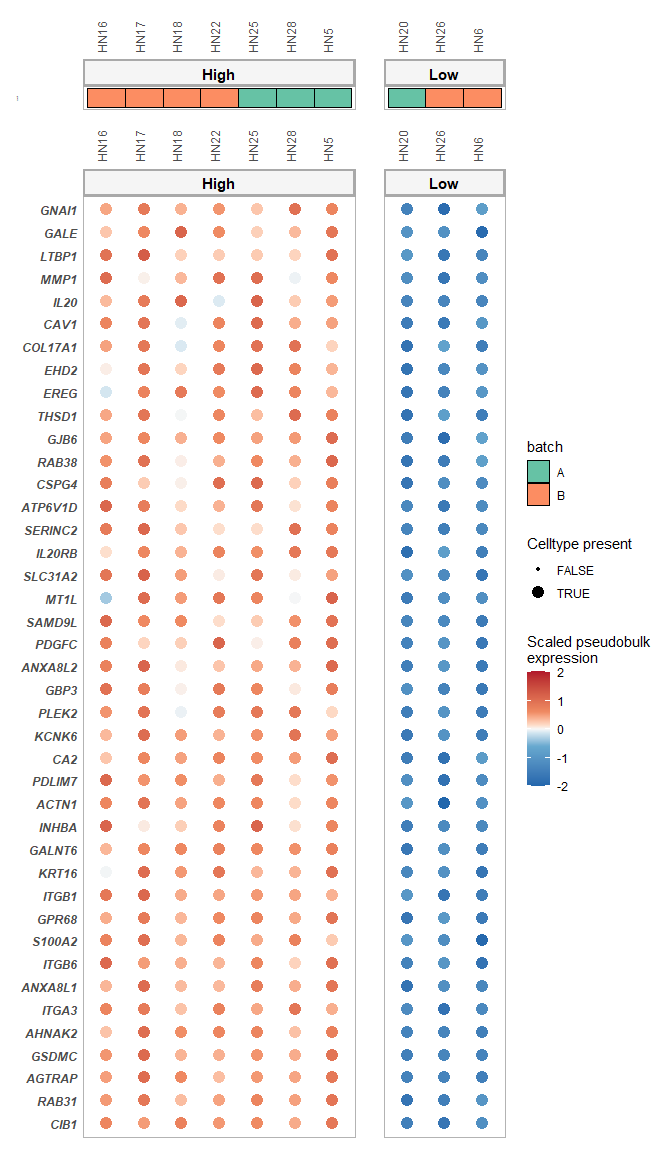 HN16 HN17 HN18 HN22 HN25 HN28 HN5 HN20 HN26 HN6
High Low
1
HN16 HN17 HN18 HN22 HN25 HN28 HN5 HN20 HN26 HN6
High Low
GNAI1
GALE
LTBP1
MMP1
IL20
CAV1
COL17A1
EHD2
EREG
THSD1
GJB6
RAB38
CSPG4
ATP6V1D
SERINC2
IL20RB
SLC31A2
MT1L
SAMD9L
PDGFC
ANXA8L2
GBP3
PLEK2
KCNK6
CA2
PDLIM7
ACTN1
INHBA
GALNT6
KRT16
ITGB1
GPR68
S100A2
ITGB6
ANXA8L1
ITGA3
AHNAK2
GSDMC
AGTRAP
RAB31
CIB1
batch
A
B
Celltype present
FALSE
TRUE
Scaled pseudobulk
expression
2
1
0
-1
-2